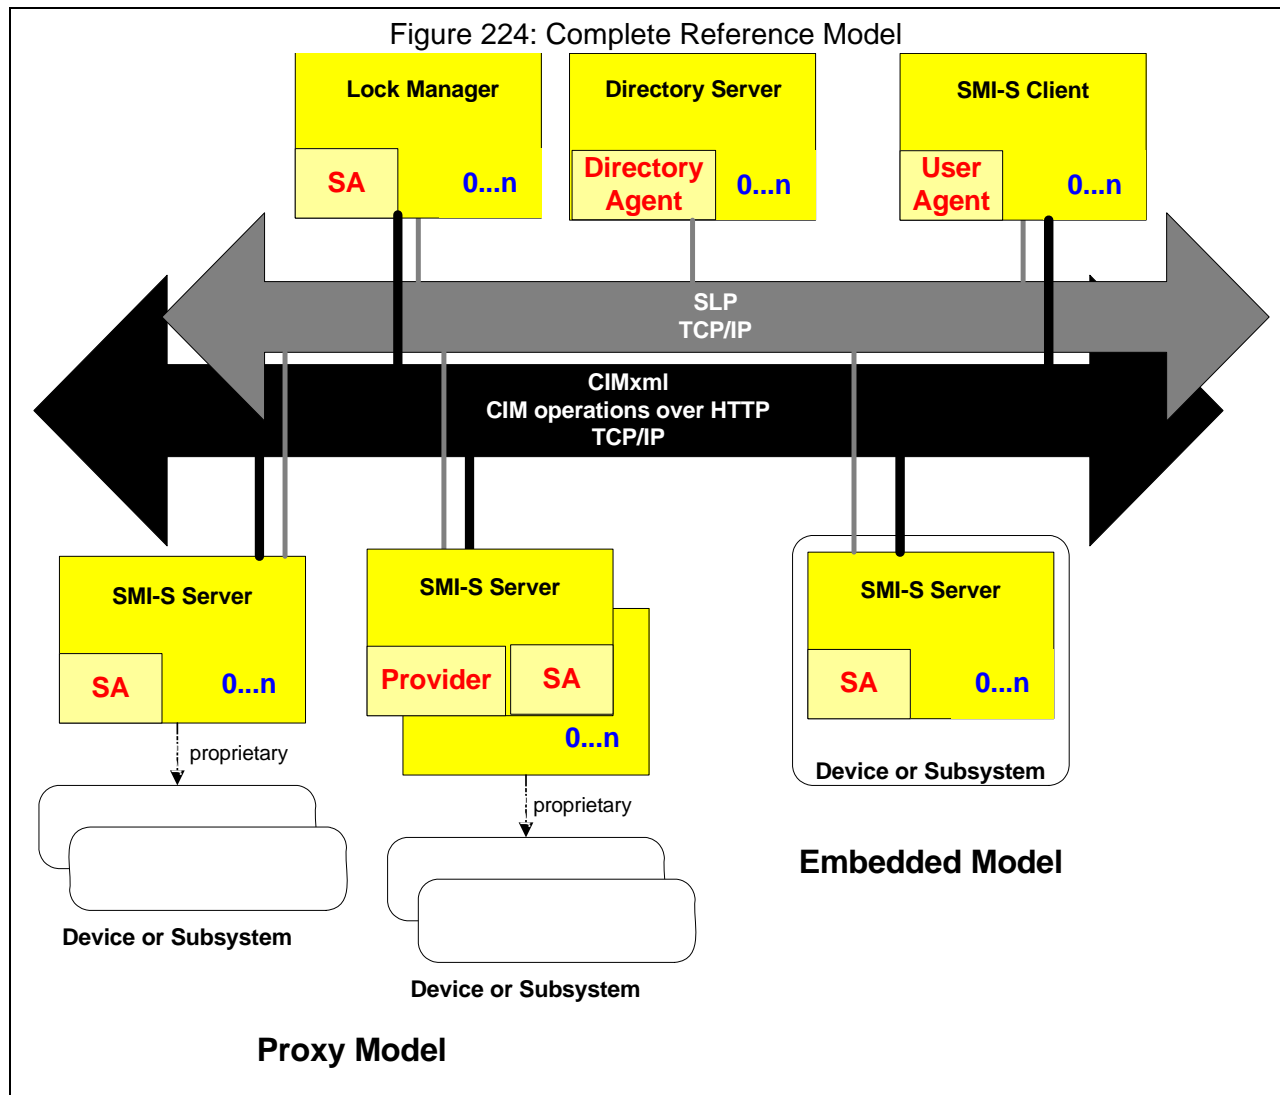 Figure 224: Complete Reference Model
Lock Manager
SA
0...n
Directory Server
Directory
Agent
0...n
SMI-S Client
User
Agent
0...n
SLP
TCP/IP
CIMxml
CIM operations over HTTP
TCP/IP
SMI-S Server
SA
0...n
proprietary
Device or Subsystem
SMI-S Server
Provider
SA
0...n
proprietary
Device or Subsystem
Proxy Model
SMI-S Server
SA
0...n
Device or Subsystem
Embedded Model